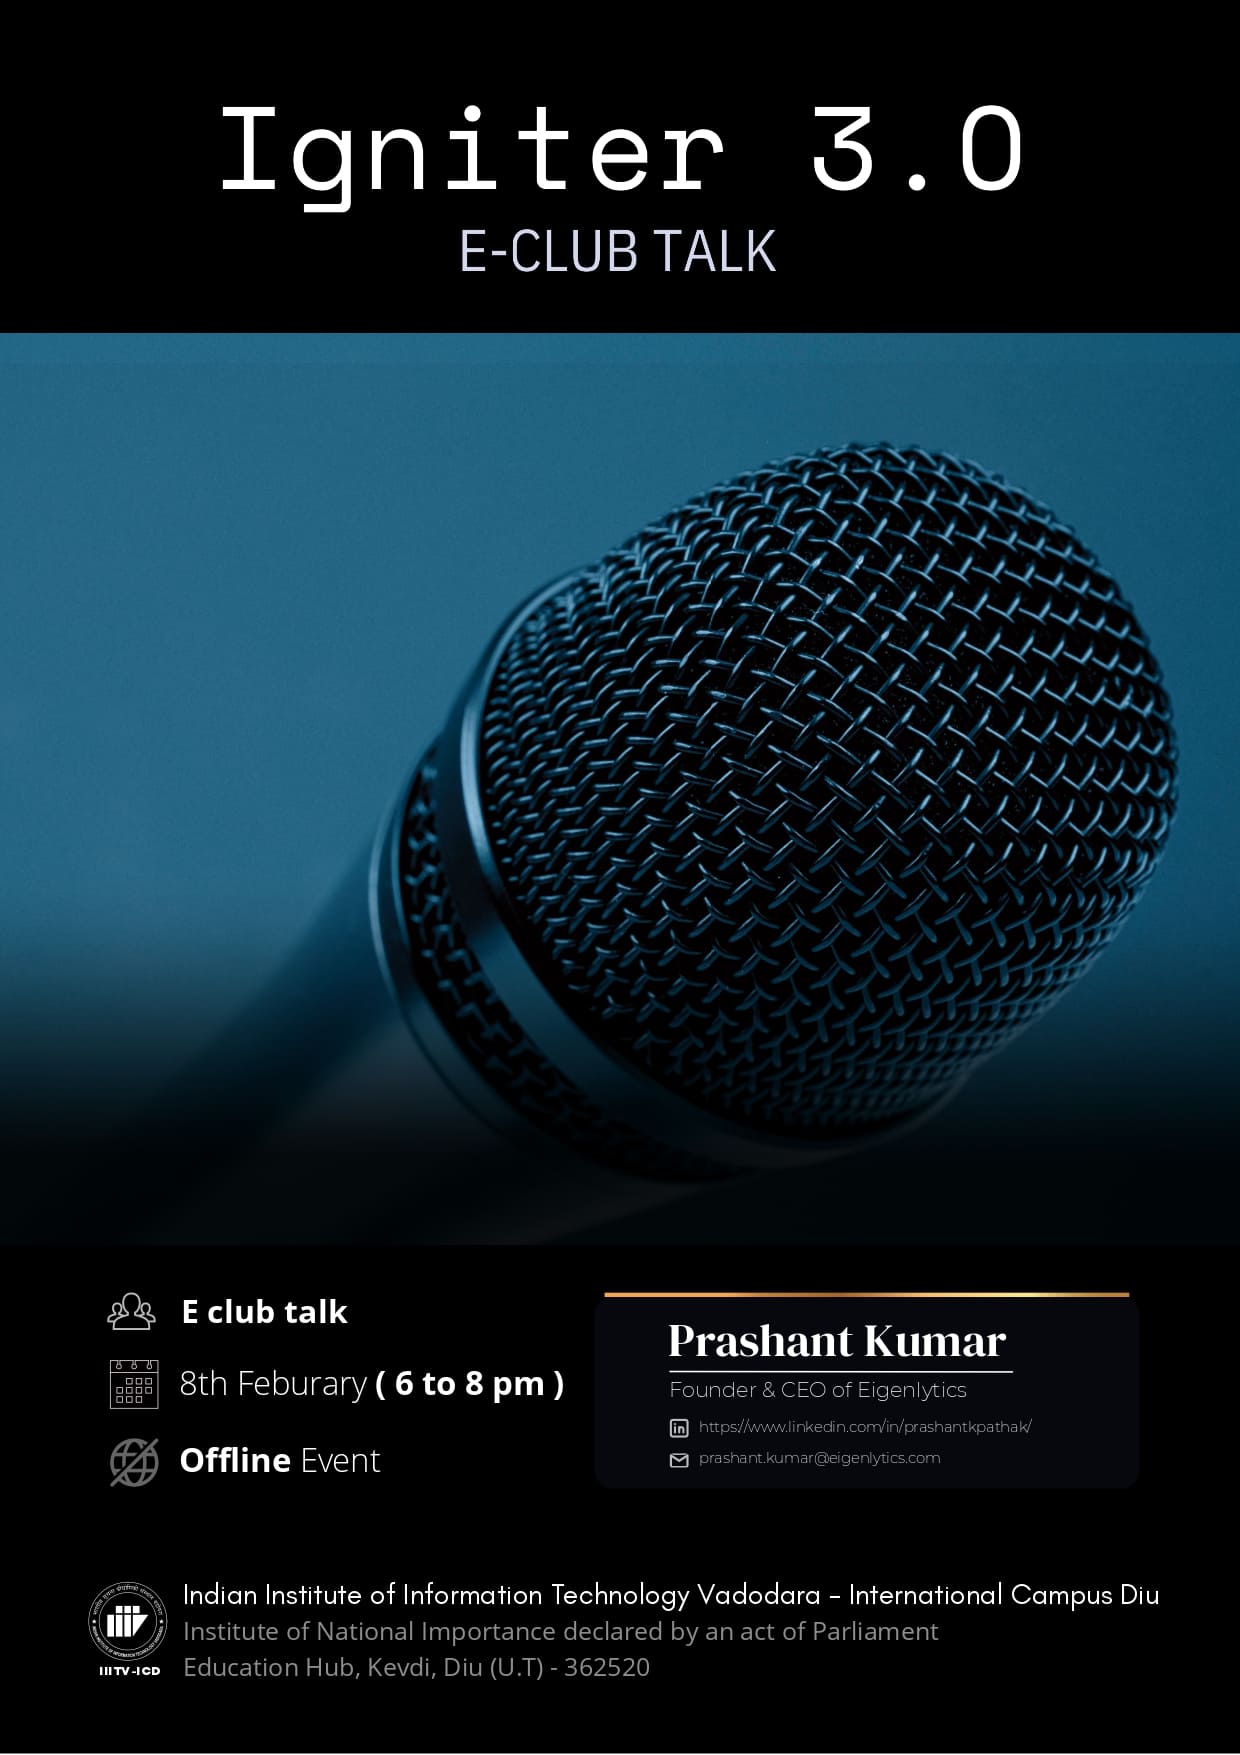 Igniter 3.0
E-CLUB TALK
E club talk
8th Feburary ( 6 to 8 pm )
Offline Event
Prashant Kumar
Founder & CEO of Eigenlytics
https://www.linkedin.com/in/prashantkpathak/
prashant.kumar@eigenlytics.com
Indian Institute of Information Technology Vadodara - International Campus Diu
Institute of National Importance declared by an act of Parliament
Education Hub, Kevdi, Diu (U.T) - 362520
IIITV-ICD